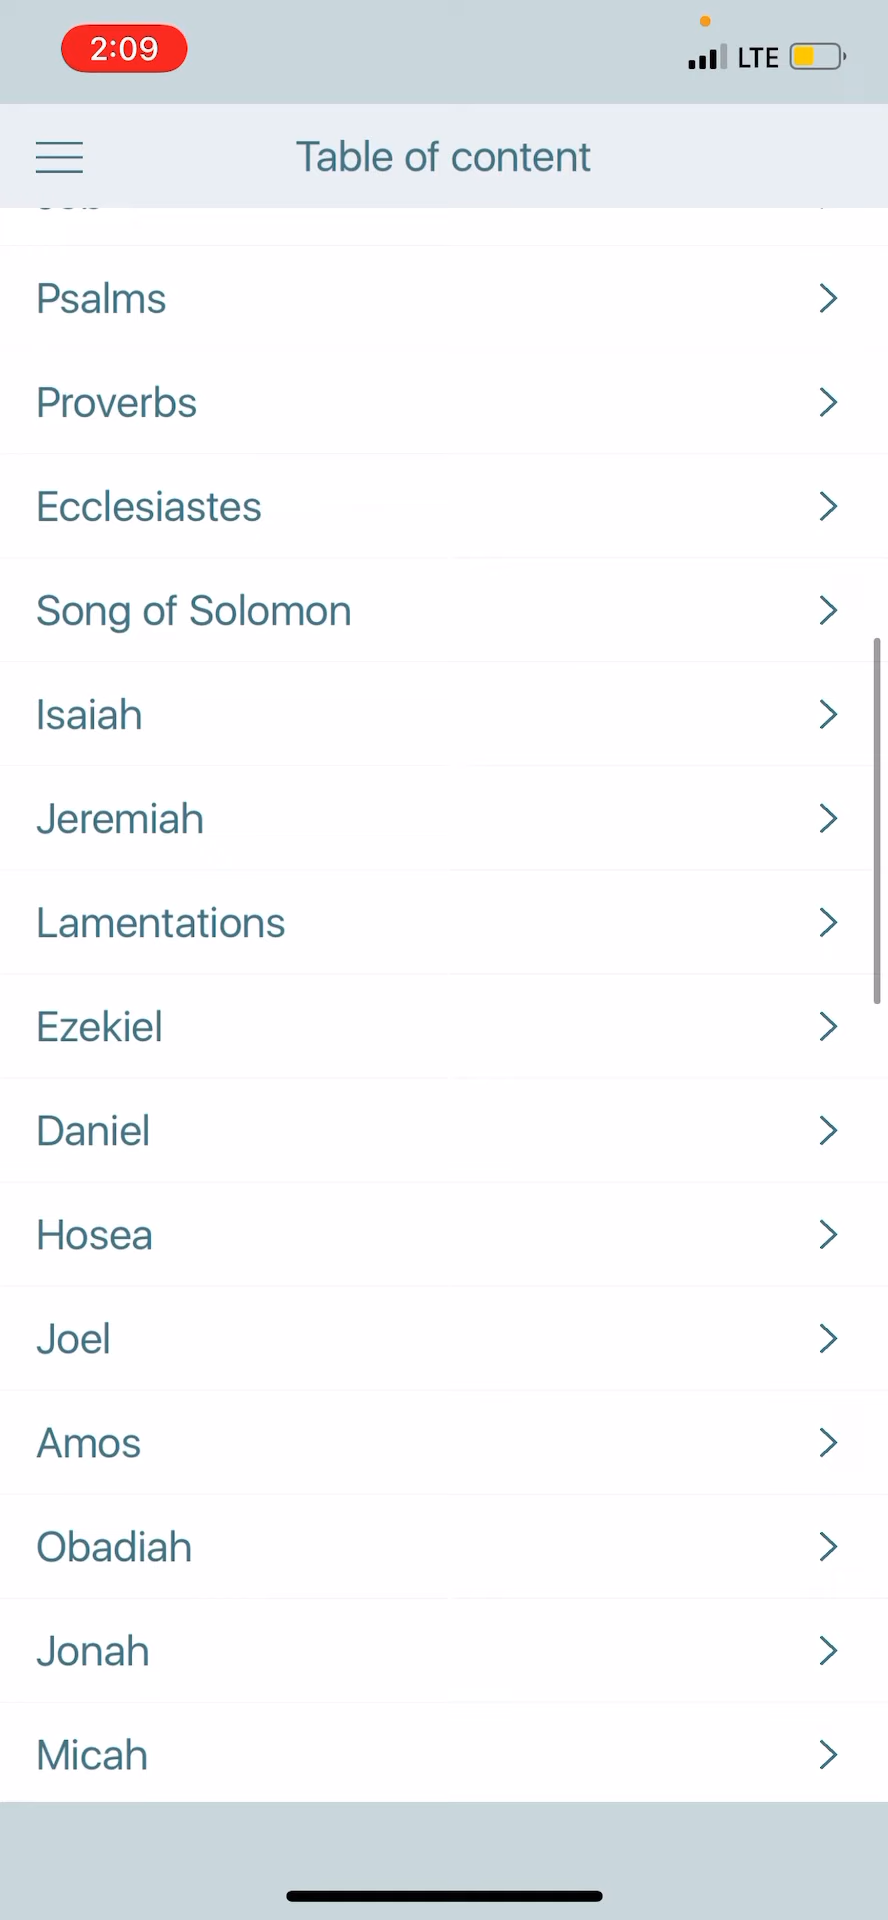 2:09
LTE
Table of content
Psalms
Proverbs
Ecclesiastes
Song of Solomon
Isaiah
Jeremiah
Lamentations
Ezekiel
Daniel
Hosea
Joel
Amos
Obadiah
Jonah
Micah